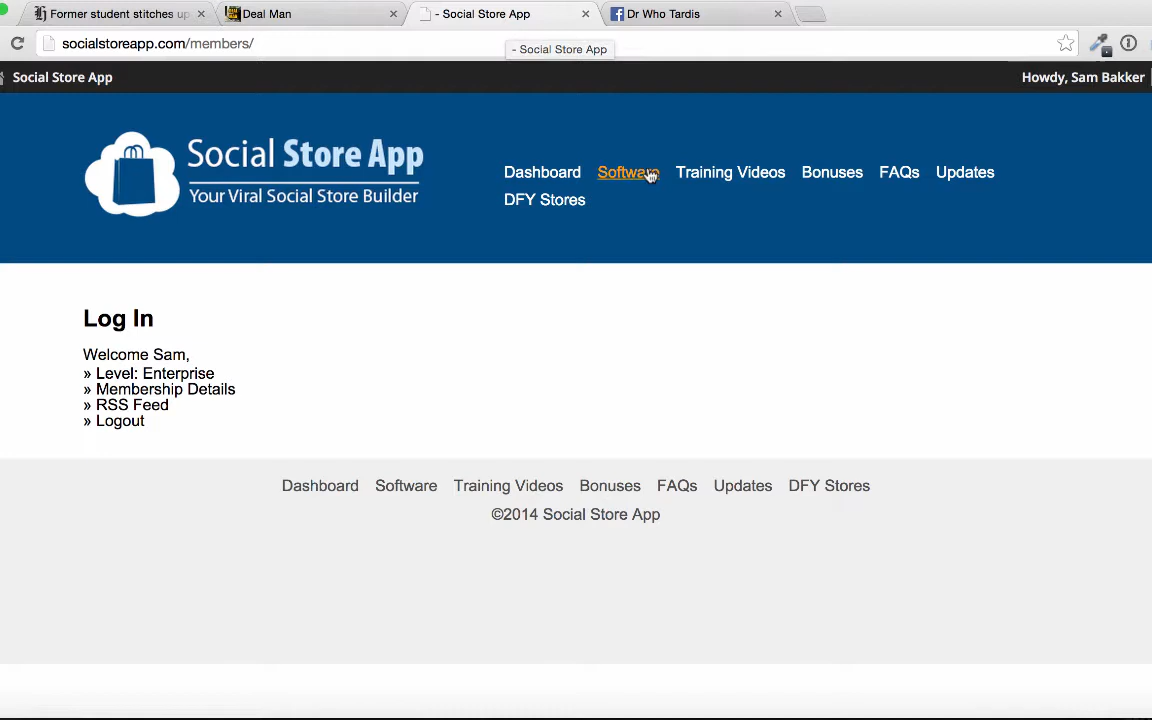 Former student stitches up
Deal Man
- Social Store App
Dr Who Tardis
socialstoreapp.com/members/
- Social Store App
Social Store App
Howdy, Sam Bakker
Social Store App
Your Viral Social Store Builder
Dashboard Software Training Videos Bonuses FAQs Updates
DFY Stores
Log In
Welcome Sam,
» Level: Enterprise
» Membership Details
» RSS Feed
» Logout
Dashboard Software Training Videos Bonuses FAQs Updates DFY Stores
©2014 Social Store App